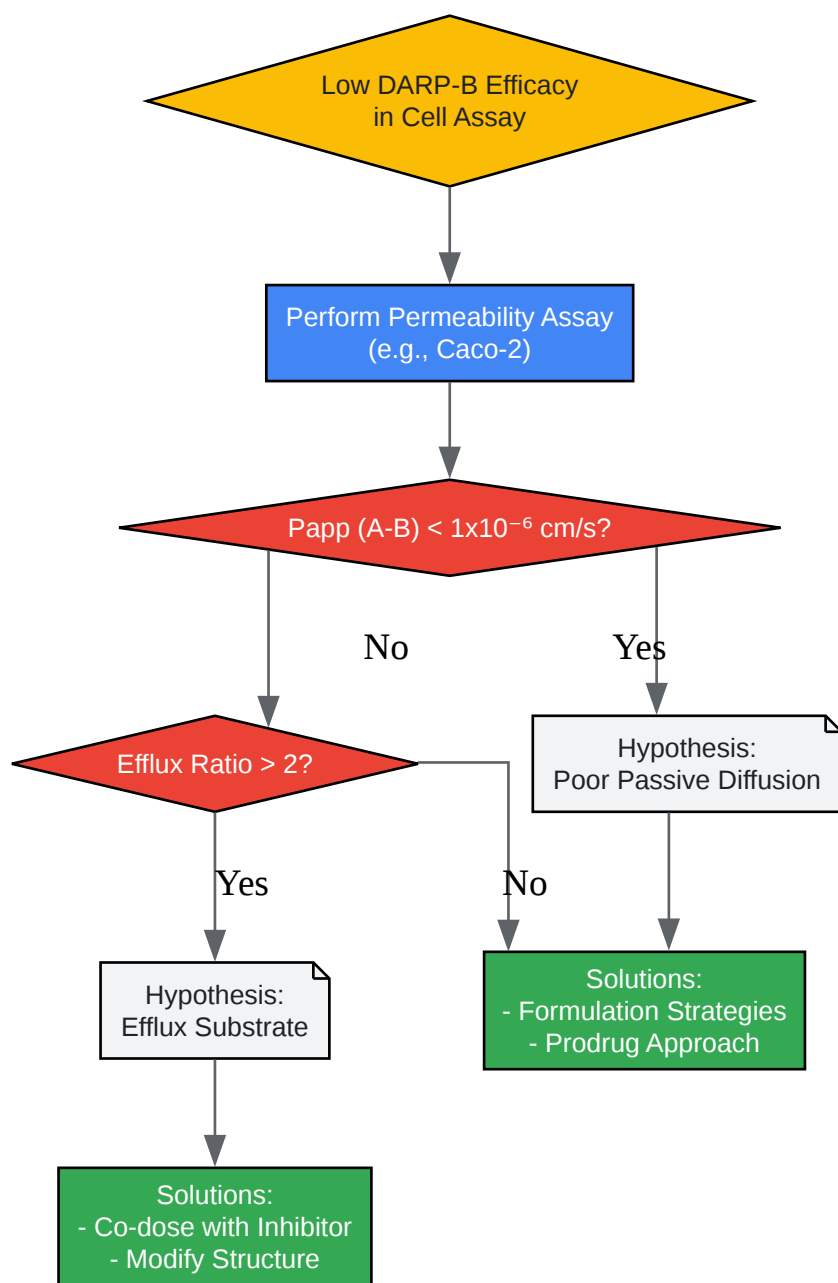 Low DARP-B Efficacy
in Cell Assay
Perform Permeability Assay
(e.g., Caco-2)
Papp (A-B) < 1x10⁻⁶ cm/s?
No
Yes
Efflux Ratio > 2?
Hypothesis:
Poor Passive Diffusion
Yes
No
Hypothesis:
Efflux Substrate
Solutions:
- Formulation Strategies
- Prodrug Approach
Solutions:
- Co-dose with Inhibitor
- Modify Structure